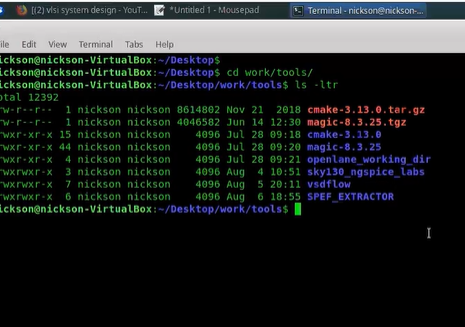 [(2) vlsi system design - YouT... *Untitled 1 - Mousepad Terminal - nickson@nickson-...
ile Edit View Terminal Tabs Help
ickson@nickson-VirtualBox:~/Desktop$
ickson@nickson-VirtualBox:~/Desktop$ cd work/tools/
ickson@nickson-VirtualBox:~/Desktop/work/tools$ ls -ltr
otal 12392
rw-r--r-- 1 nickson nickson 8614802 Nov 21 2018 cmake-3.13.0.tar.gz
rw-r--r-- 1 nickson nickson 4046582 Jun 14 12:30 magic-8.3.25.tgz
rwxr-xr-x 15 nickson nickson 4096 Jul 28 09:18 cmake-3.13.0
rwxr-xr-x 44 nickson nickson 4096 Jul 28 09:20 magic-8.3.25
rwxr-xr-x 4 nickson nickson 4096 Jul 28 09:21 openlane_working_dir
rwxrwxr-x 3 nickson nickson 4096 Aug 4 10:51 sky130_ngspice_labs
rwxr-xr-x 7 nickson nickson 4096 Aug 5 20:11 vsdflow
rwxr-xr-x 6 nickson nickson 4096 Aug 6 18:55 SPEF_EXTRACTOR
ickson@nickson-VirtualBox:~/Desktop/work/tools$